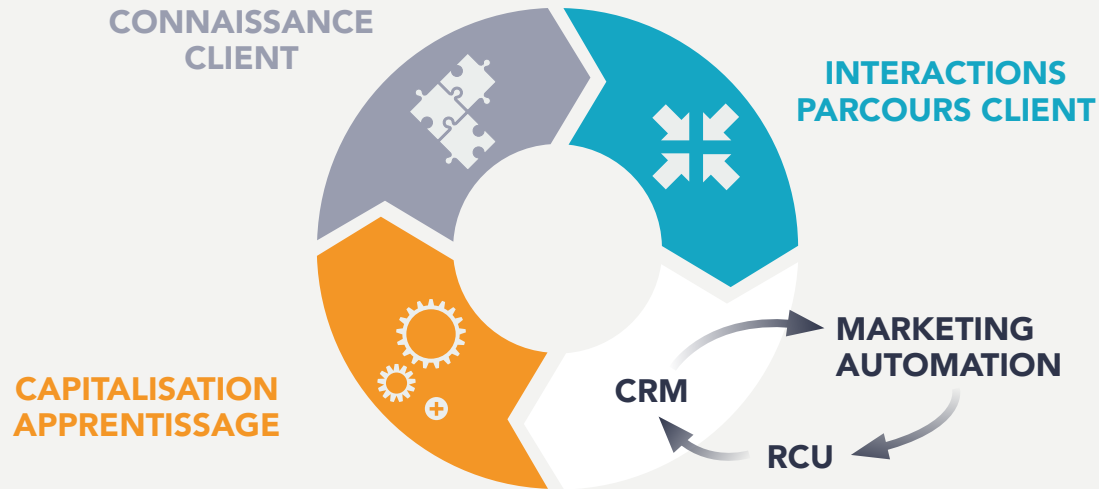 CONNAISSANCE
CLIENT
INTERACTIONS
PARCOURS CLIENT
MARKETING
AUTOMATION
CRM
RCU
CAPITALISATION
APPRENTISSAGE